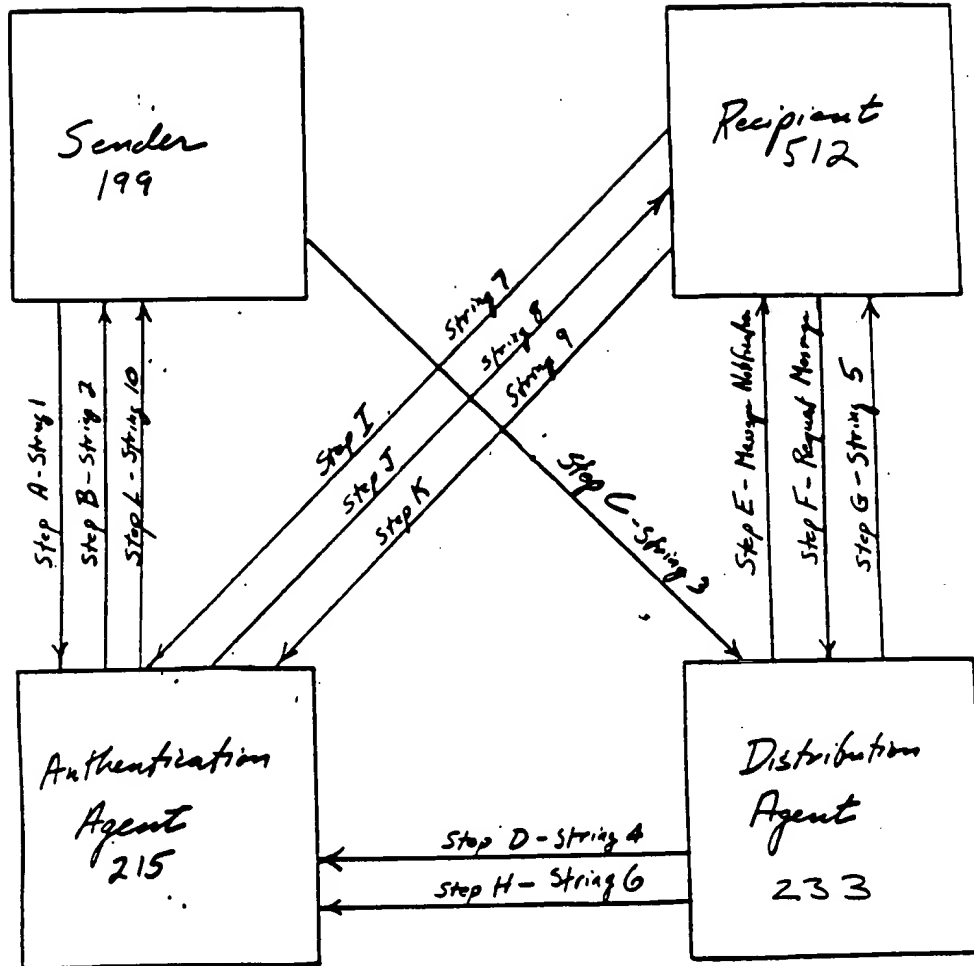 Sender
199
Recipient
512
String 7
String 8
String 9
Step I
Step J
Step K
Step C - String 3
Step A - String 1
Step B - String 2
Step L - String 10
Step E - Message Notification
Step F - Request Message
Step G - String 5
Authentication
Agent
215
Distribution
Agent
233
Step D - String 4
Step H - String 6